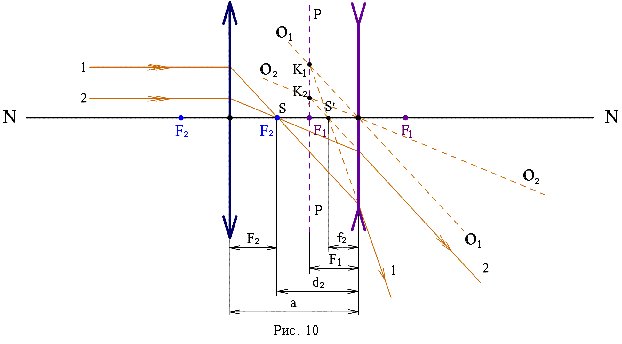 P
O₁
1
K₁
O₂
2
K₂
S
S'
N
N
F₂
F₂
F₁
F₁
O₂
P
O₁
F₂
f₂
F₁
1
2
d₂
a
Рис. 10